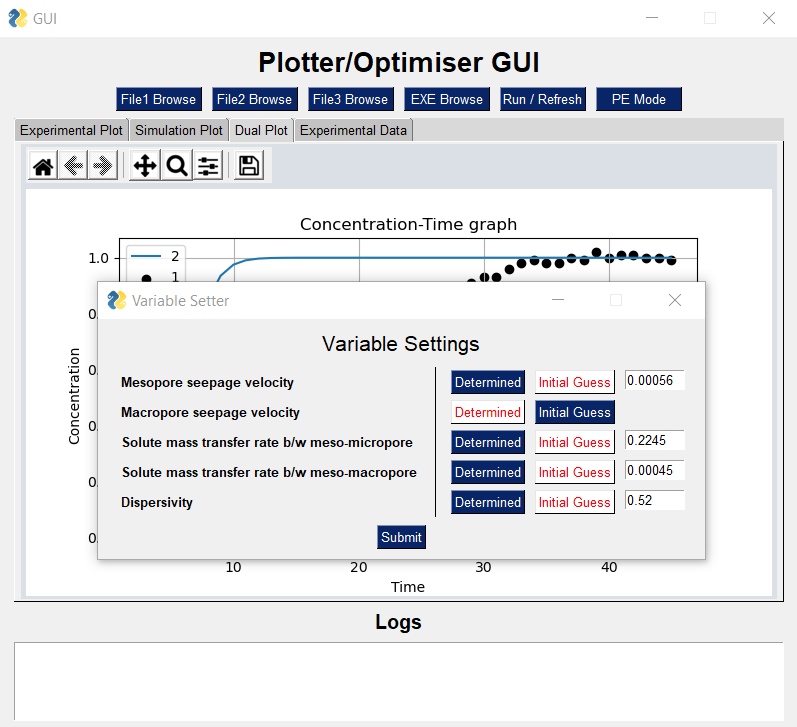 GUI
Plotter/Optimiser GUI
File1 Browse File2 Browse File3 Browse EXE Browse Run / Refresh PE Mode
Experimental Plot Simulation Plot Dual Plot Experimental Data
Concentration-Time graph
1.0
2
1
Variable Setter
0.
Variable Settings
Concentration
Mesopore seepage velocity Determined Initial Guess 0.00056
0.
Macropore seepage velocity Determined Initial Guess
0.
Solute mass transfer rate b/w meso-micropore Determined Initial Guess 0.2245
Solute mass transfer rate b/w meso-macropore Determined Initial Guess 0.00045
0.
Dispersivity Determined Initial Guess 0.52
Submit
0.
10 20 30 40
Time
Logs